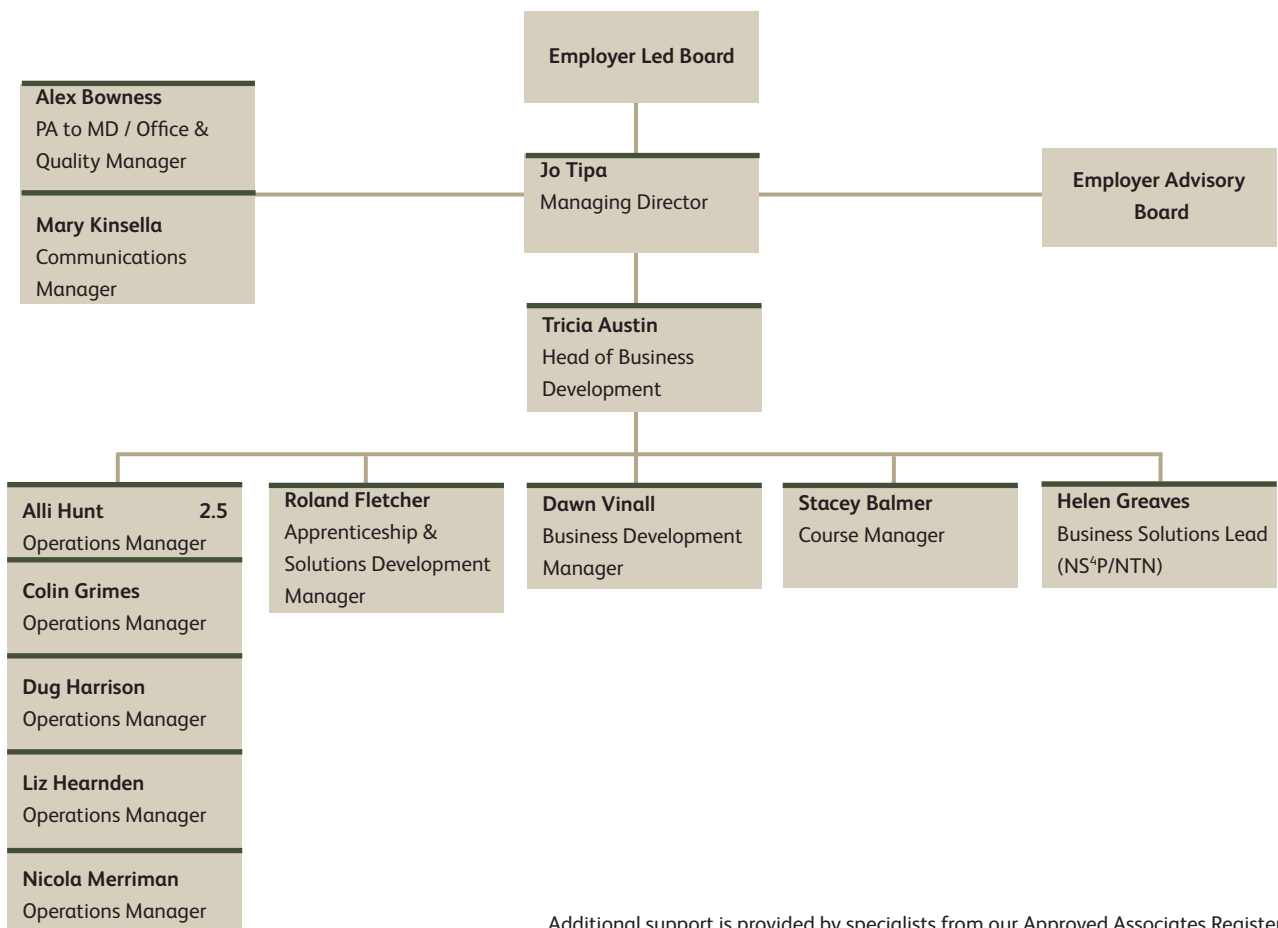 Employer Led Board
Alex Bowness
PA to MD / Office &
Quality Manager
Mary Kinsella
Communications
Manager
Jo Tipa
Managing Director
Employer Advisory
Board
Tricia Austin
Head of Business
Development
Alli Hunt 2.5
Operations Manager
Colin Grimes
Operations Manager
Dug Harrison
Operations Manager
Liz Hearnden
Operations Manager
Nicola Merriman
Operations Manager
Roland Fletcher
Apprenticeship &
Solutions Development
Manager
Dawn Vinall
Business Development
Manager
Stacey Balmer
Course Manager
Helen Greaves
Business Solutions Lead
(NS⁴P/NTN)
Additional support is provided by specialists from our Approved Associates Register